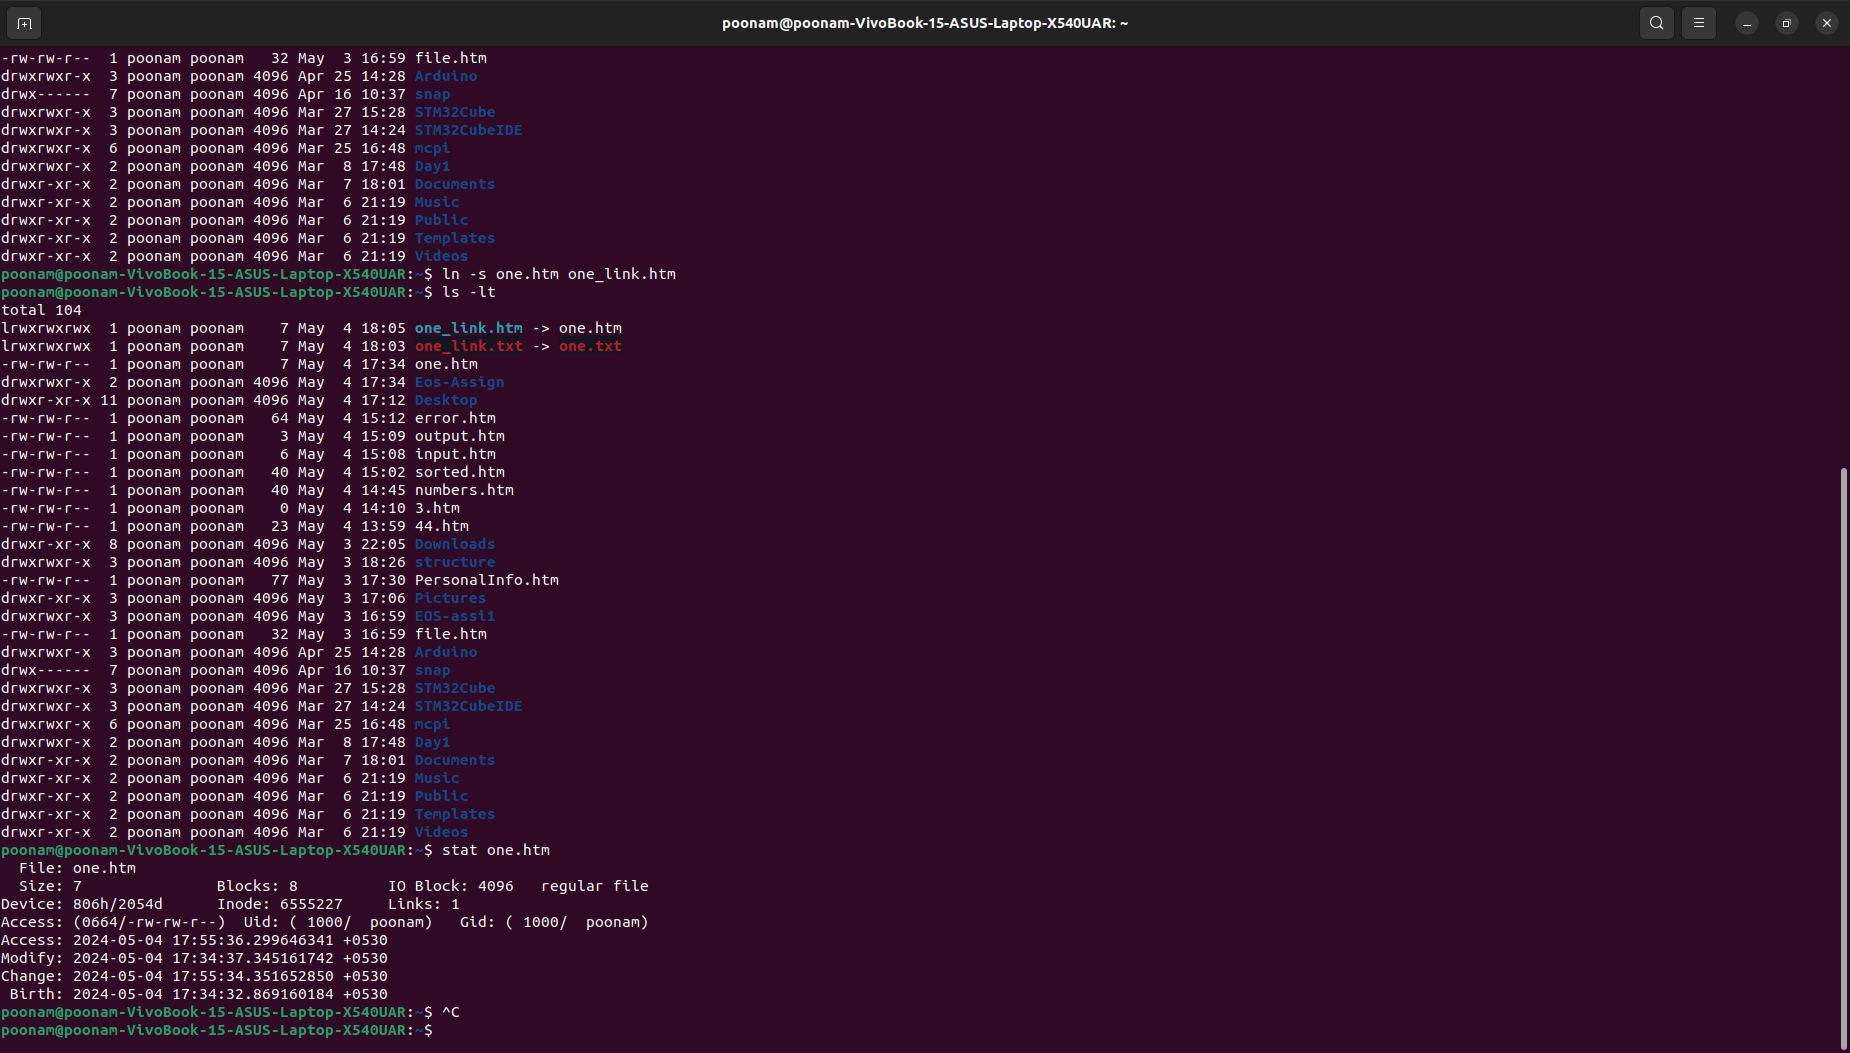 poonam@poonam-VivoBook-15-ASUS-Laptop-X540UAR: ~
-rw-rw-r--  1 poonam poonam   32 May  3 16:59 file.htm
drwxrwxr-x  3 poonam poonam 4096 Apr 25 14:28 Arduino
drwx------  7 poonam poonam 4096 Apr 16 10:37 snap
drwxrwxr-x  3 poonam poonam 4096 Mar 27 15:28 STM32Cube
drwxrwxr-x  3 poonam poonam 4096 Mar 27 14:24 STM32CubeIDE
drwxrwxr-x  6 poonam poonam 4096 Mar 25 16:48 mcpi
drwxrwxr-x  2 poonam poonam 4096 Mar  8 17:48 Day1
drwxr-xr-x  2 poonam poonam 4096 Mar  7 18:01 Documents
drwxr-xr-x  2 poonam poonam 4096 Mar  6 21:19 Music
drwxr-xr-x  2 poonam poonam 4096 Mar  6 21:19 Public
drwxr-xr-x  2 poonam poonam 4096 Mar  6 21:19 Templates
drwxr-xr-x  2 poonam poonam 4096 Mar  6 21:19 Videos
poonam@poonam-VivoBook-15-ASUS-Laptop-X540UAR:~$ ln -s one.htm one_link.htm
poonam@poonam-VivoBook-15-ASUS-Laptop-X540UAR:~$ ls -lt
total 104
lrwxrwxrwx  1 poonam poonam    7 May  4 18:05 one_link.htm -> one.htm
lrwxrwxrwx  1 poonam poonam    7 May  4 18:03 one_link.txt -> one.txt
-rw-rw-r--  1 poonam poonam    7 May  4 17:34 one.htm
drwxrwxr-x  2 poonam poonam 4096 May  4 17:34 Eos-Assign
drwxr-xr-x 11 poonam poonam 4096 May  4 17:12 Desktop
-rw-rw-r--  1 poonam poonam   64 May  4 15:12 error.htm
-rw-rw-r--  1 poonam poonam    3 May  4 15:09 output.htm
-rw-rw-r--  1 poonam poonam    6 May  4 15:08 input.htm
-rw-rw-r--  1 poonam poonam   40 May  4 15:02 sorted.htm
-rw-rw-r--  1 poonam poonam   40 May  4 14:45 numbers.htm
-rw-rw-r--  1 poonam poonam    0 May  4 14:10 3.htm
-rw-rw-r--  1 poonam poonam   23 May  4 13:59 44.htm
drwxr-xr-x  8 poonam poonam 4096 May  3 22:05 Downloads
drwxrwxr-x  3 poonam poonam 4096 May  3 18:26 structure
-rw-rw-r--  1 poonam poonam   77 May  3 17:30 PersonalInfo.htm
drwxr-xr-x  3 poonam poonam 4096 May  3 17:06 Pictures
drwxrwxr-x  3 poonam poonam 4096 May  3 16:59 EOS-assi1
-rw-rw-r--  1 poonam poonam   32 May  3 16:59 file.htm
drwxrwxr-x  3 poonam poonam 4096 Apr 25 14:28 Arduino
drwx------  7 poonam poonam 4096 Apr 16 10:37 snap
drwxrwxr-x  3 poonam poonam 4096 Mar 27 15:28 STM32Cube
drwxrwxr-x  3 poonam poonam 4096 Mar 27 14:24 STM32CubeIDE
drwxrwxr-x  6 poonam poonam 4096 Mar 25 16:48 mcpi
drwxrwxr-x  2 poonam poonam 4096 Mar  8 17:48 Day1
drwxr-xr-x  2 poonam poonam 4096 Mar  7 18:01 Documents
drwxr-xr-x  2 poonam poonam 4096 Mar  6 21:19 Music
drwxr-xr-x  2 poonam poonam 4096 Mar  6 21:19 Public
drwxr-xr-x  2 poonam poonam 4096 Mar  6 21:19 Templates
drwxr-xr-x  2 poonam poonam 4096 Mar  6 21:19 Videos
poonam@poonam-VivoBook-15-ASUS-Laptop-X540UAR:~$ stat one.htm
  File: one.htm
  Size: 7               Blocks: 8          IO Block: 4096   regular file
Device: 806h/2054d      Inode: 6555227     Links: 1
Access: (0664/-rw-rw-r--)  Uid: ( 1000/  poonam)   Gid: ( 1000/  poonam)
Access: 2024-05-04 17:55:36.299646341 +0530
Modify: 2024-05-04 17:34:37.345161742 +0530
Change: 2024-05-04 17:55:34.351652850 +0530
 Birth: 2024-05-04 17:34:32.869160184 +0530
poonam@poonam-VivoBook-15-ASUS-Laptop-X540UAR:~$ ^C
poonam@poonam-VivoBook-15-ASUS-Laptop-X540UAR:~$